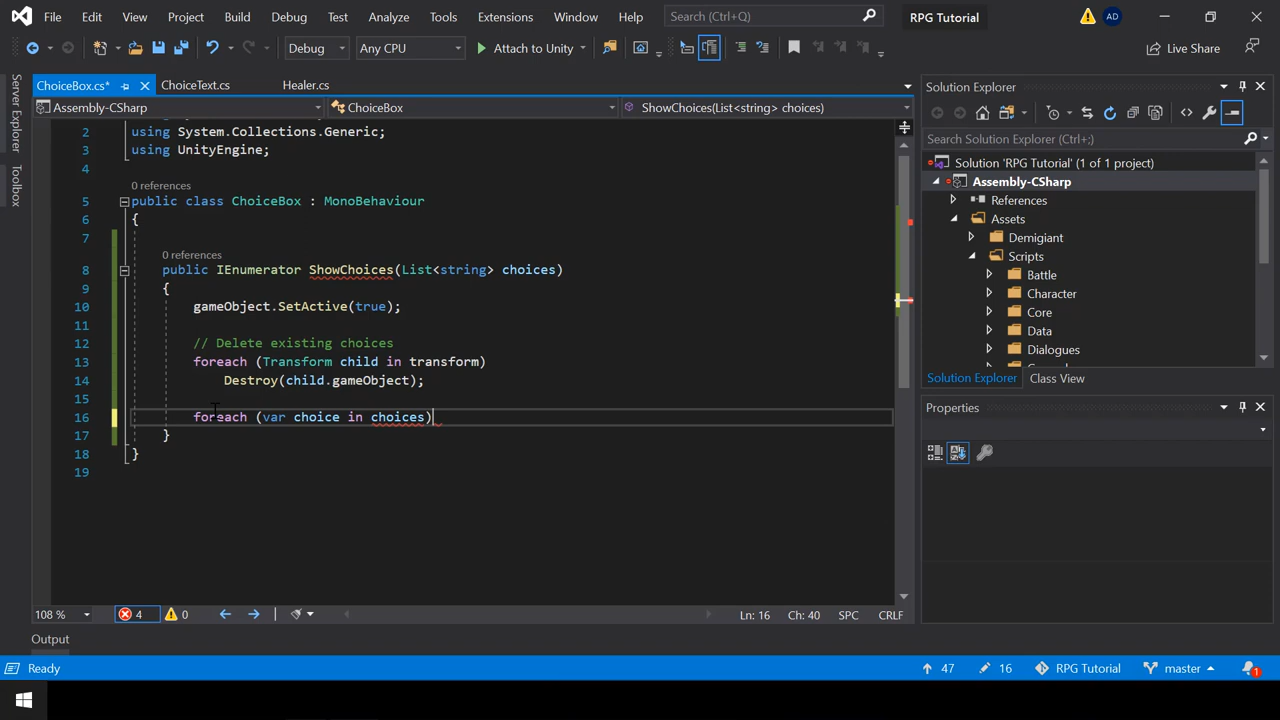 File Edit View Project Build Debug Test Analyze Tools Extensions Window Help Search (Ctrl+Q) RPG Tutorial AD
Debug Any CPU Attach to Unity Live Share
ChoiceBox.cs* ChoiceText.cs Healer.cs
Assembly-CSharp ChoiceBox ShowChoices(List<string> choices)
Server Explorer
Toolbox
2 using System.Collections.Generic;
3 using UnityEngine;
4
0 references
5 public class ChoiceBox : MonoBehaviour
6 {
7
0 references
8 public IEnumerator ShowChoices(List<string> choices)
9 {
10 gameObject.SetActive(true);
11
12 // Delete existing choices
13 foreach (Transform child in transform)
14 Destroy(child.gameObject);
15
16 foreach (var choice in choices)
17 }
18 }
19
108 % 4 0 Ln: 16 Ch: 40 SPC CRLF
Solution Explorer
Search Solution Explorer (Ctrl+;)
Solution 'RPG Tutorial' (1 of 1 project)
Assembly-CSharp
References
Assets
Demigiant
Scripts
Battle
Character
Core
Data
Dialogues
Solution Explorer Class View
Properties
Output
Ready 47 16 RPG Tutorial master 1